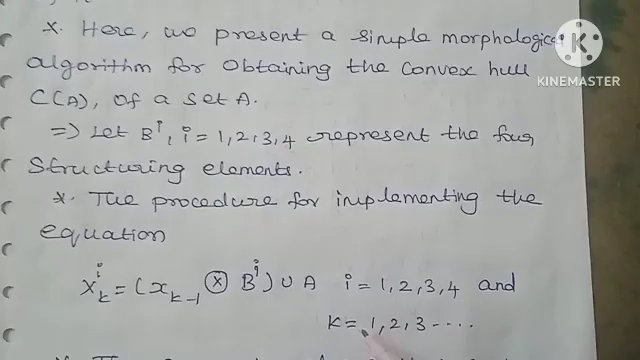 *. Here, we present a simple morphological
algorithm for obtaining the Convex hull
C(A), of a set A.
=> Let B^i, i = 1, 2, 3, 4 represent the four
Structuring elements.
*. The procedure for implementing the
equation
X_k^i = (x_{k-1} ⊗ B^i) ∪ A i = 1, 2, 3, 4 and
K = 1, 2, 3 ....
KINEMASTER